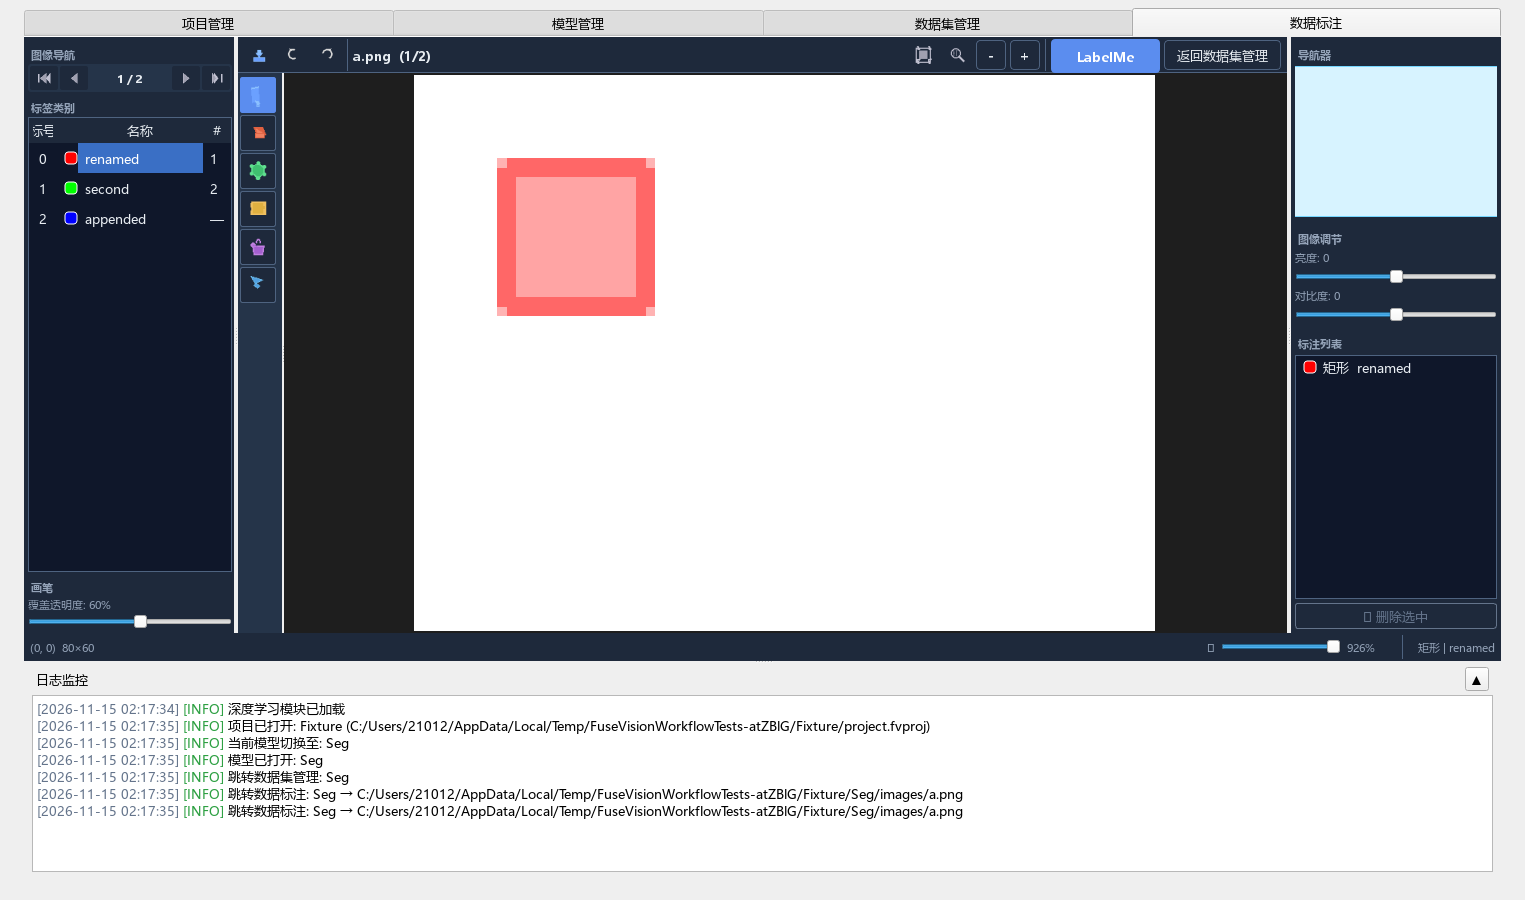 项目管理 模型管理 数据集管理 数据标注
图像导航
1 / 2
标签类别
名称 #
0 renamed 1
1 second 2
2 appended —
画笔
覆盖透明度: 60%
a.png (1/2) - + LabelMe 返回数据集管理
导航器
图像调节
亮度: 0
对比度: 0
标注列表
矩形 renamed
删除选中
(0, 0) 80×60 926% 矩形 | renamed
日志监控 ▲
[2026-11-15 02:17:34] [INFO] 深度学习模块已加载
[2026-11-15 02:17:35] [INFO] 项目已打开: Fixture (C:/Users/21012/AppData/Local/Temp/FuseVisionWorkflowTests-atZBIG/Fixture/project.fvproj)
[2026-11-15 02:17:35] [INFO] 当前模型切换至: Seg
[2026-11-15 02:17:35] [INFO] 模型已打开: Seg
[2026-11-15 02:17:35] [INFO] 跳转数据集管理: Seg
[2026-11-15 02:17:35] [INFO] 跳转数据标注: Seg → C:/Users/21012/AppData/Local/Temp/FuseVisionWorkflowTests-atZBIG/Fixture/Seg/images/a.png
[2026-11-15 02:17:35] [INFO] 跳转数据标注: Seg → C:/Users/21012/AppData/Local/Temp/FuseVisionWorkflowTests-atZBIG/Fixture/Seg/images/a.png